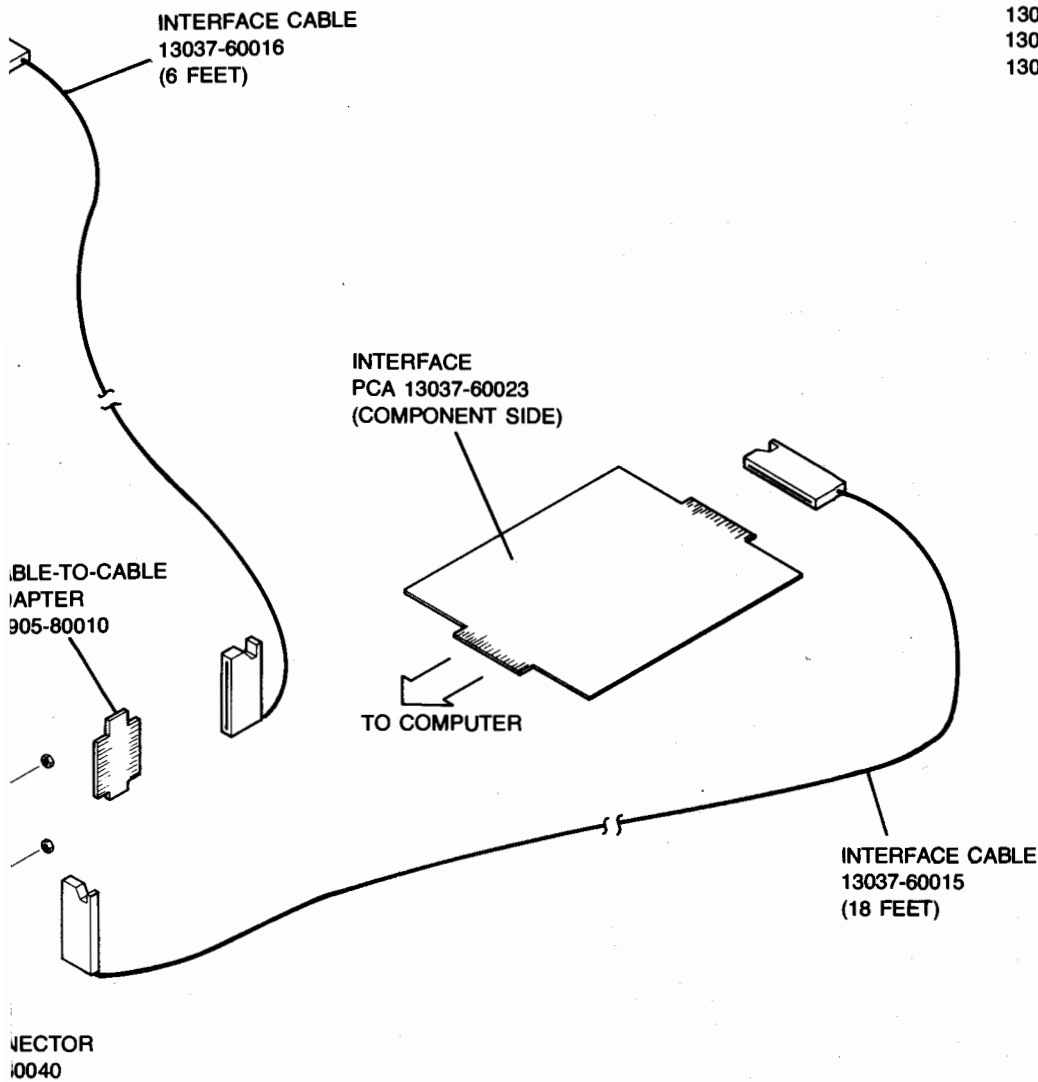 INTERFACE CABLE
13037-60016
(6 FEET)
130
130
130
INTERFACE
PCA 13037-60023
(COMPONENT SIDE)
ABLE-TO-CABLE
APTER
905-80010
TO COMPUTER
INTERFACE CABLE
13037-60015
(18 FEET)
NECTOR
0040